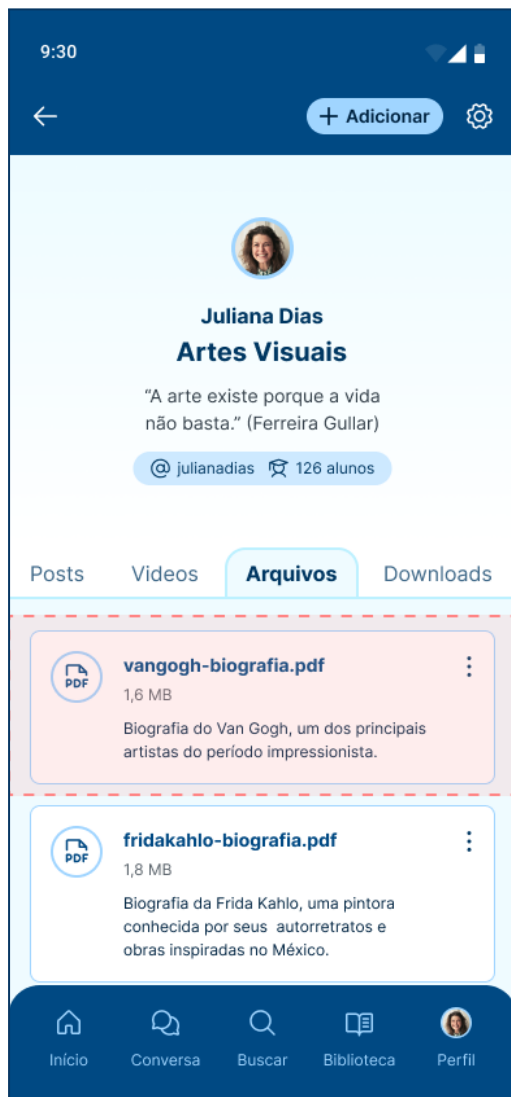 9:30
+ Adicionar
Juliana Dias
Artes Visuais
“A arte existe porque a vida
não basta.” (Ferreira Gullar)
@ julianadias 126 alunos
Posts Videos Arquivos Downloads
PDF
vangogh-biografia.pdf
1,6 MB
Biografia do Van Gogh, um dos principais
artistas do período impressionista.
PDF
fridakahlo-biografia.pdf
1,8 MB
Biografia da Frida Kahlo, uma pintora
conhecida por seus autorretratos e
obras inspiradas no México.
Início Conversa Buscar Biblioteca Perfil